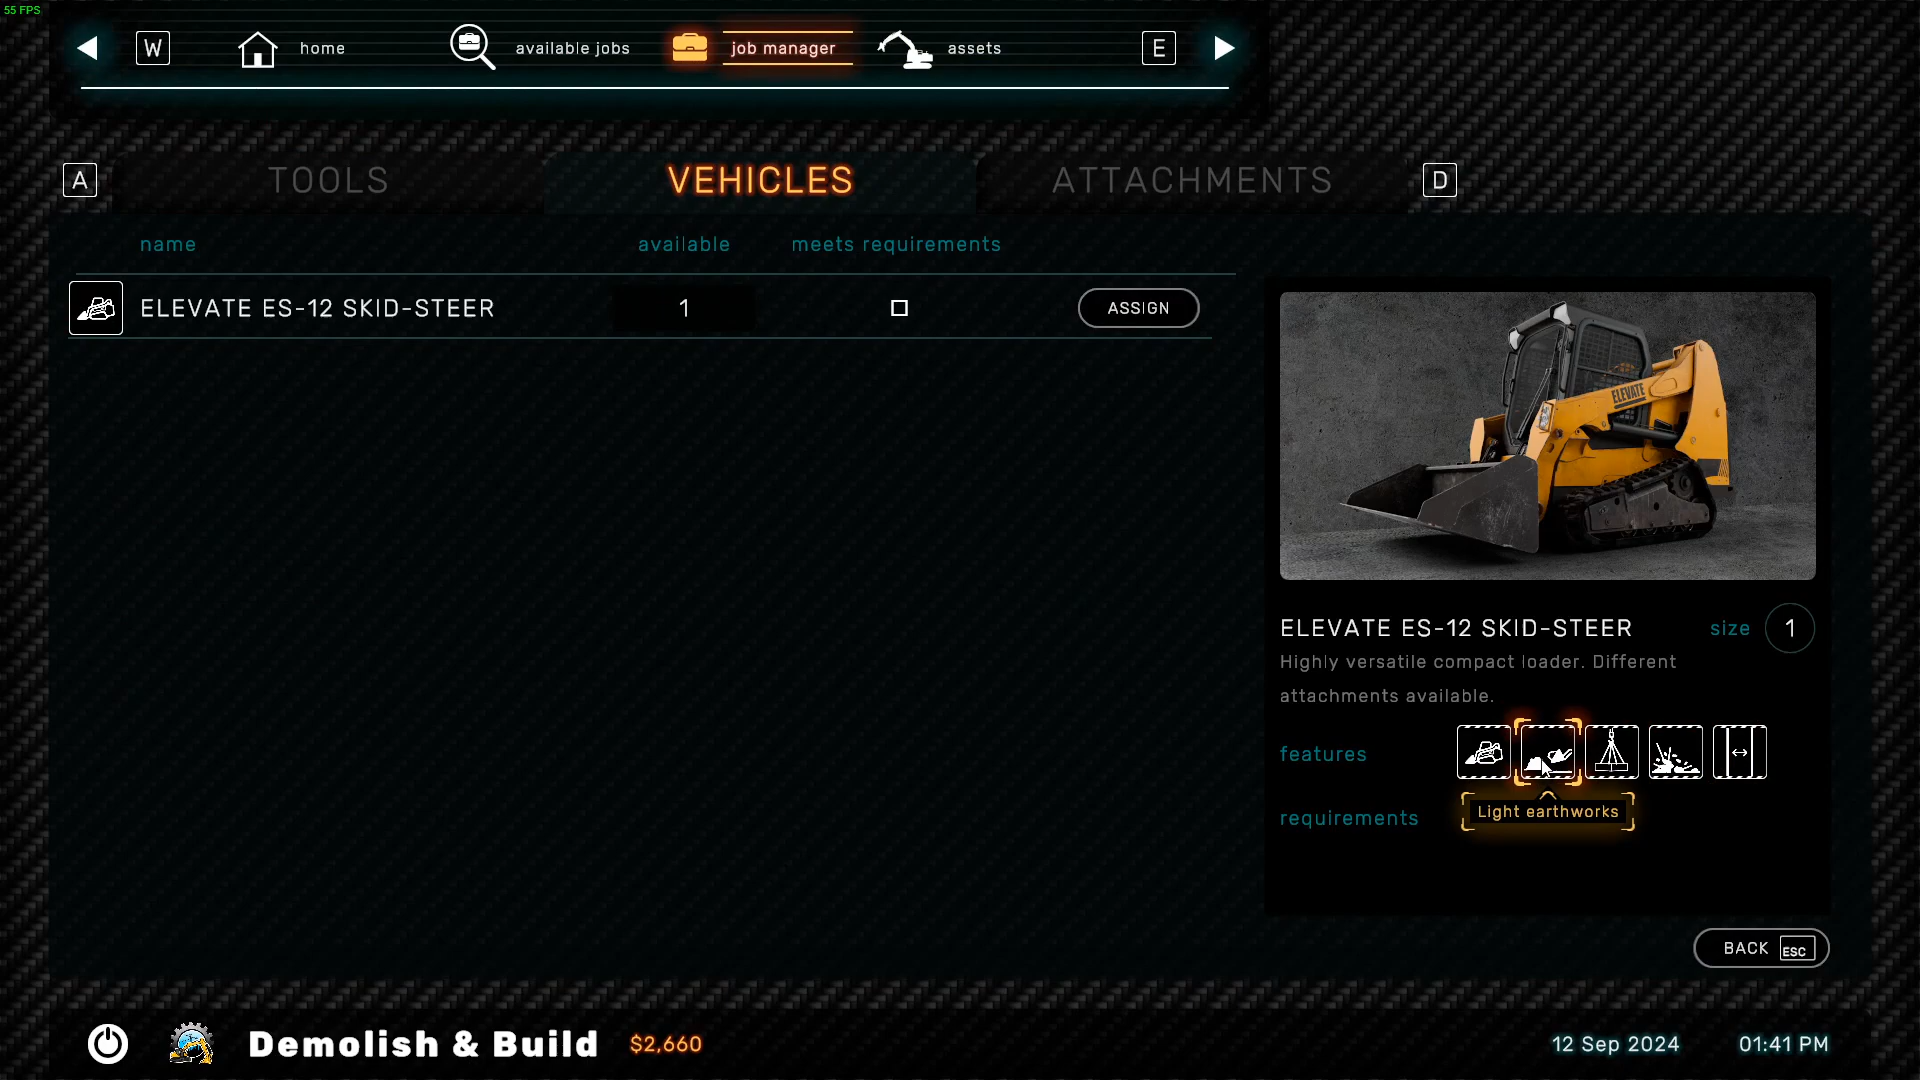 55 FPS
W
home
available jobs
job manager
assets
E
A
TOOLS
VEHICLES
ATTACHMENTS
D
name
available
meets requirements
ELEVATE ES-12 SKID-STEER
1
ASSIGN
ELEVATE
ELEVATE ES-12 SKID-STEER
size
1
Highly versatile compact loader. Different
attachments available.
features
requirements
Light earthworks
BACK
ESC
Demolish & Build
$2,660
12 Sep 2024
01:41 PM